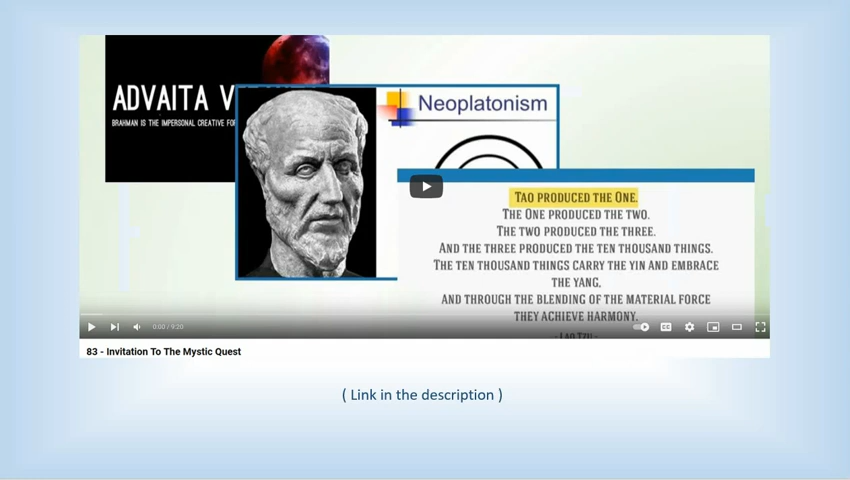 ADVAITA V
BRAHMAN IS THE IMPERSONAL CREATIVE FOR
Neoplatonism
TAO PRODUCED THE ONE.
THE ONE PRODUCED THE TWO.
THE TWO PRODUCED THE THREE.
AND THE THREE PRODUCED THE TEN THOUSAND THINGS.
THE TEN THOUSAND THINGS CARRY THE YIN AND EMBRACE
THE YANG,
AND THROUGH THE BLENDING OF THE MATERIAL FORCE
THEY ACHIEVE HARMONY.
- LAO TZU -
0:00 / 9:20
CC
83 - Invitation To The Mystic Quest
( Link in the description )